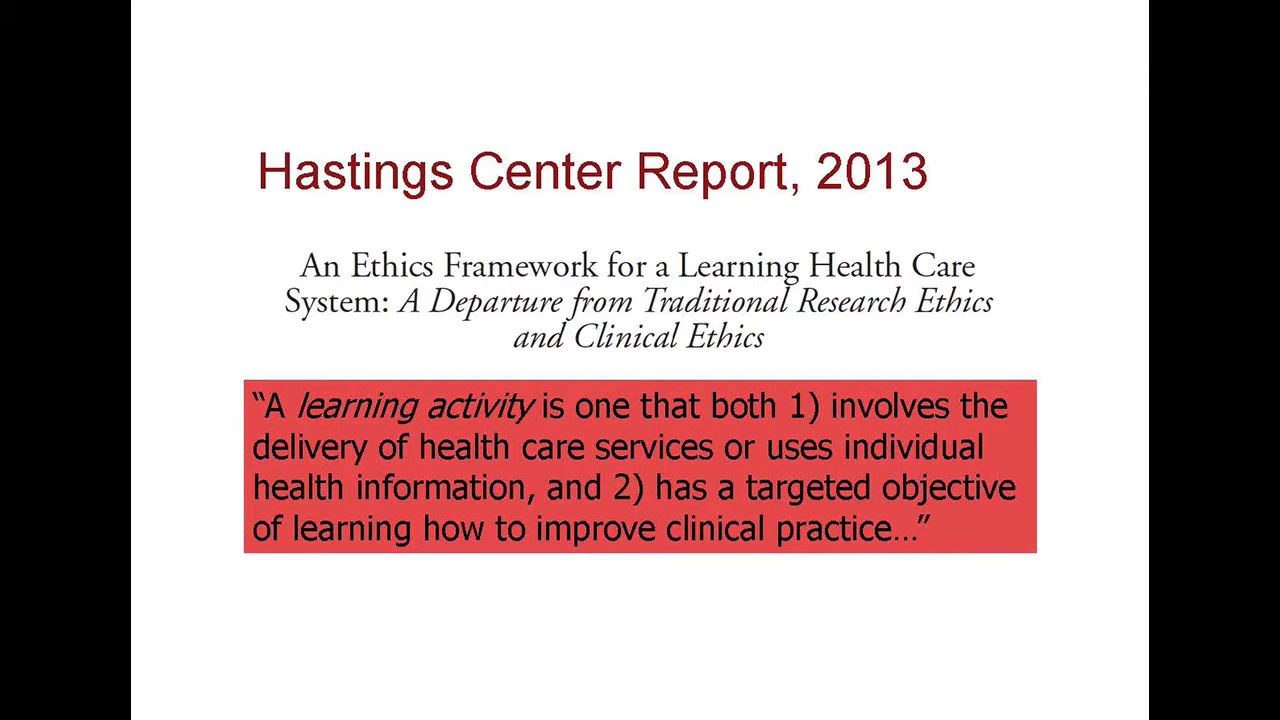 Hastings Center Report, 2013
An Ethics Framework for a Learning Health Care
System: A Departure from Traditional Research Ethics
and Clinical Ethics
“A learning activity is one that both 1) involves the
delivery of health care services or uses individual
health information, and 2) has a targeted objective
of learning how to improve clinical practice…”